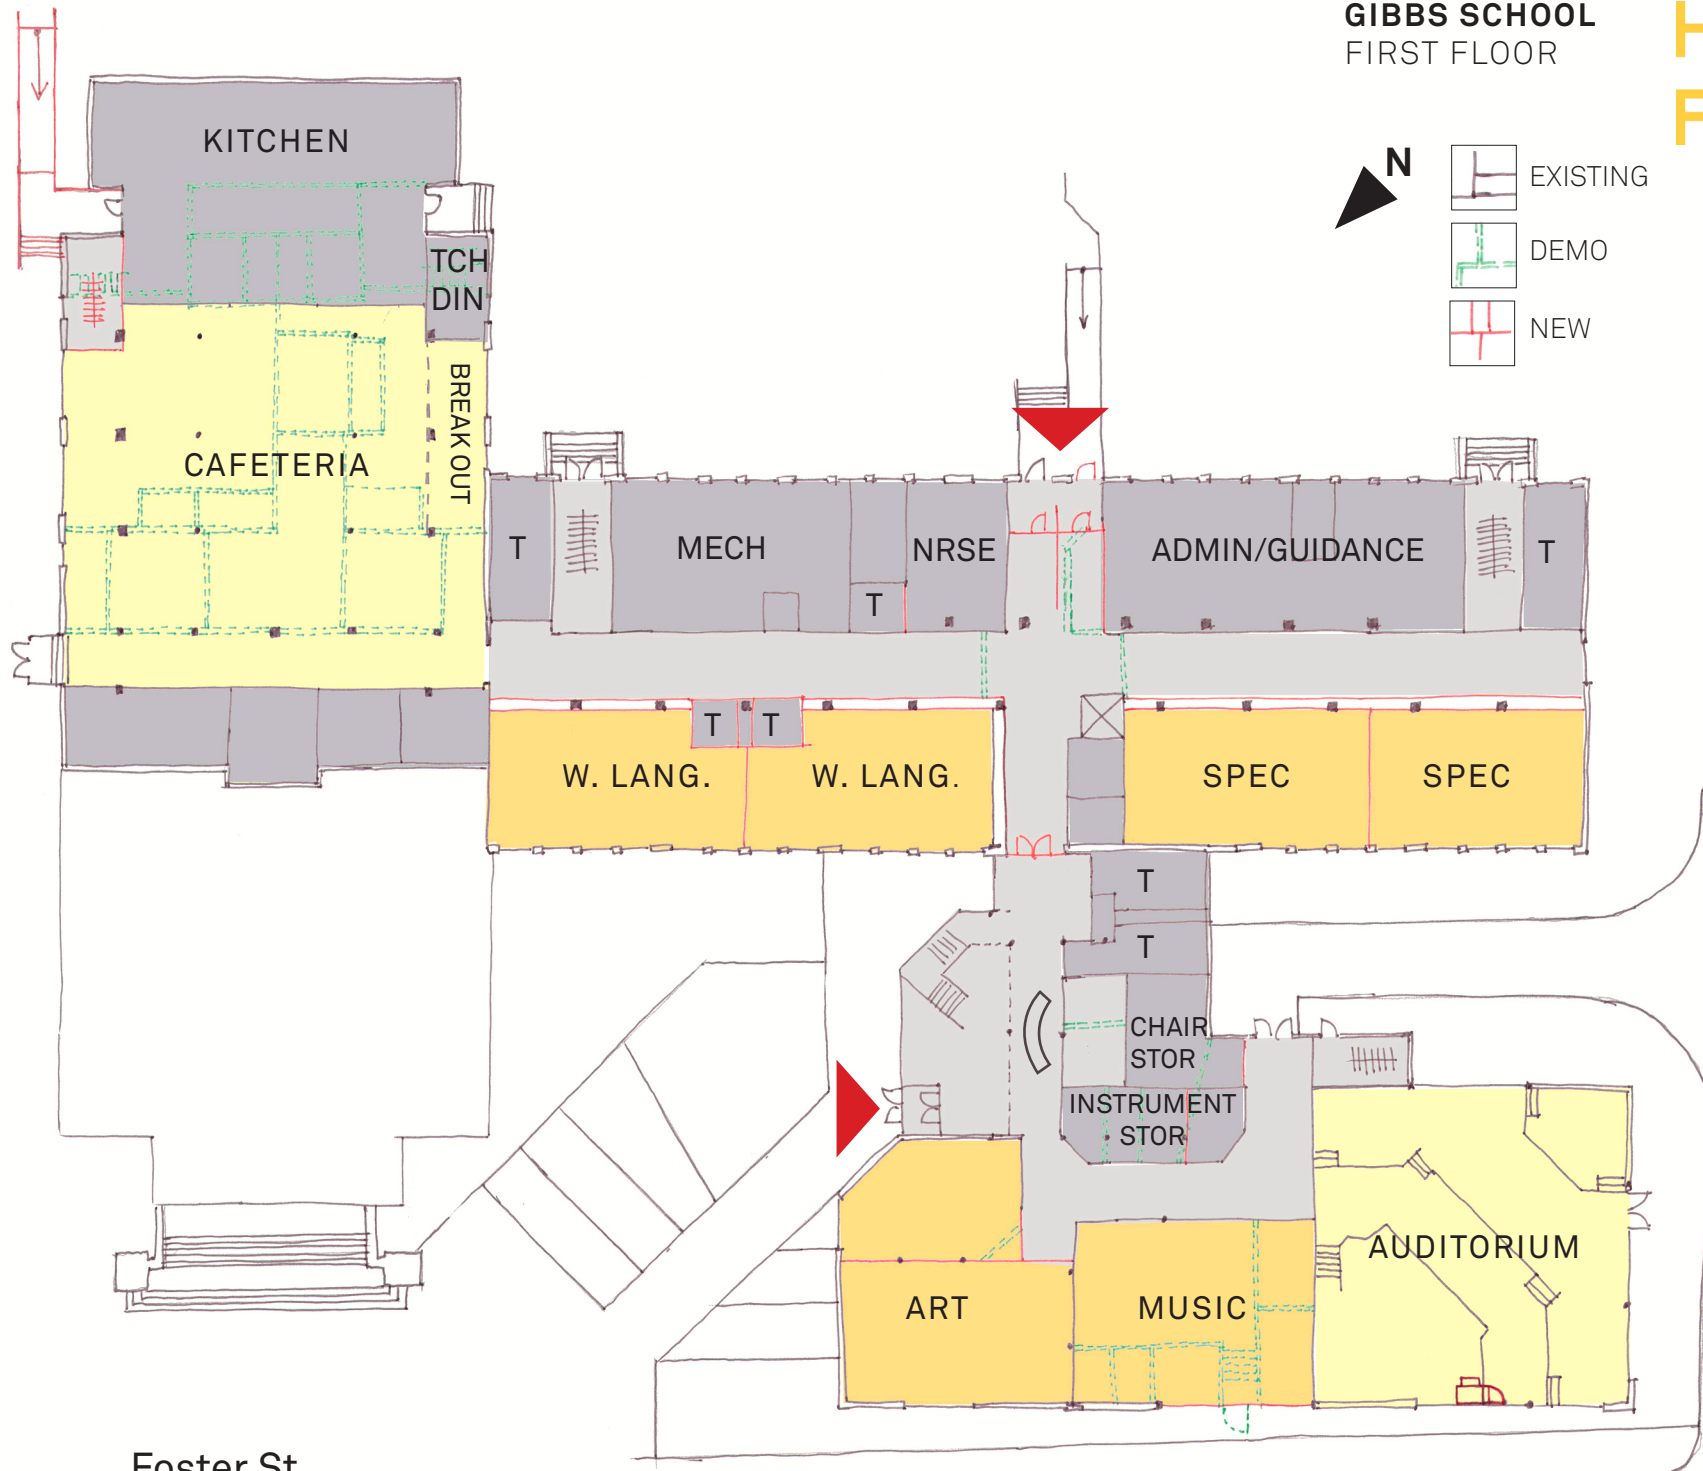 GIBBS SCHOOL
FIRST FLOOR
N
EXISTING
DEMO
NEW
KITCHEN
TCH
DIN
BREAK OUT
CAFETERIA
T
MECH
NRSE
T
ADMIN/GUIDANCE
T
T
T
W. LANG.
W. LANG.
SPEC
SPEC
T
T
CHAIR
STOR
INSTRUMENT
STOR
AUDITORIUM
ART
MUSIC
Foster St